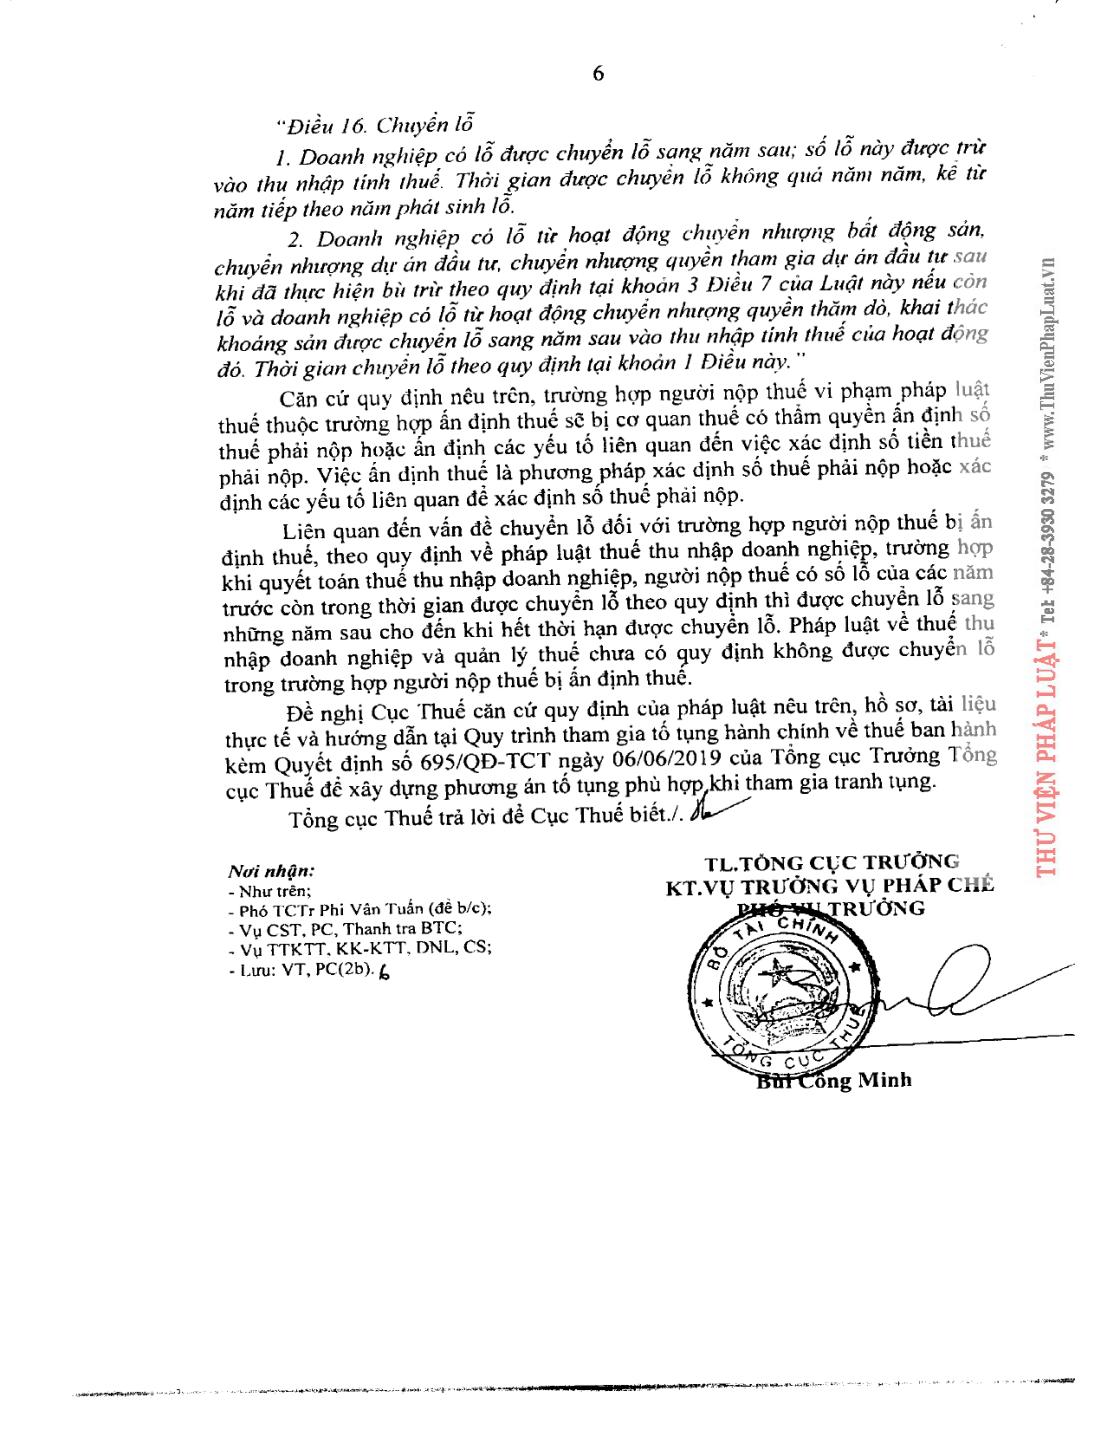 6
“Điều 16. Chuyển lỗ
1. Doanh nghiệp có lỗ được chuyển lỗ sang năm sau; số lỗ này được trừ
vào thu nhập tính thuế. Thời gian được chuyển lỗ không quá năm năm, kể từ
năm tiếp theo năm phát sinh lỗ.
2. Doanh nghiệp có lỗ từ hoạt động chuyển nhượng bất động sản,
chuyển nhượng dự án đầu tư, chuyển nhượng quyền tham gia dự án đầu tư sau
khi đã thực hiện bù trừ theo quy định tại khoản 3 Điều 7 của Luật này nếu còn
lỗ và doanh nghiệp có lỗ từ hoạt động chuyển nhượng quyền thăm dò, khai thác
khoáng sản được chuyển lỗ sang năm sau vào thu nhập tính thuế của hoạt động
đó. Thời gian chuyển lỗ theo quy định tại khoản 1 Điều này.”
Căn cứ quy định nêu trên, trường hợp người nộp thuế vi phạm pháp luật
thuế thuộc trường hợp ấn định thuế sẽ bị cơ quan thuế có thẩm quyền ấn định số
thuế phải nộp hoặc ấn định các yếu tố liên quan đến việc xác định số tiền thuế
phải nộp. Việc ấn định thuế là phương pháp xác định số thuế phải nộp hoặc xác
định các yếu tố liên quan để xác định số thuế phải nộp.
Liên quan đến vấn đề chuyển lỗ đối với trường hợp người nộp thuế bị ấn
định thuế, theo quy định về pháp luật thuế thu nhập doanh nghiệp, trường hợp
khi quyết toán thuế thu nhập doanh nghiệp, người nộp thuế có số lỗ của các năm
trước còn trong thời gian được chuyển lỗ theo quy định thì được chuyển lỗ sang
những năm sau cho đến khi hết thời hạn được chuyển lỗ. Pháp luật về thuế thu
nhập doanh nghiệp và quản lý thuế chưa có quy định không được chuyển lỗ
trong trường hợp người nộp thuế bị ấn định thuế.
Đề nghị Cục Thuế căn cứ quy định của pháp luật nêu trên, hồ sơ, tài liệu
thực tế và hướng dẫn tại Quy trình tham gia tố tụng hành chính về thuế ban hành
kèm Quyết định số 695/QĐ-TCT ngày 06/06/2019 của Tổng cục Trưởng Tổng
cục Thuế để xây dựng phương án tố tụng phù hợp khi tham gia tranh tụng.
Tổng cục Thuế trả lời để Cục Thuế biết./.
Nơi nhận:
- Như trên;
- Phó TCTr Phi Vân Tuấn (để b/c);
- Vụ CST, PC, Thanh tra BTC;
- Vụ TTKTT, KK-KTT, DNL, CS;
- Lưu: VT, PC(2b).
TL.TỔNG CỤC TRƯỞNG
KT.VỤ TRƯỞNG VỤ PHÁP CHẾ
PHÓ VỤ TRƯỞNG
BỘ TÀI CHÍNH
TỔNG CỤC THUẾ
Bùi Công Minh
THƯ VIỆN PHÁP LUẬT * Tel: +84-28-3930 3279 * www.ThuVienPhapLuat.vn